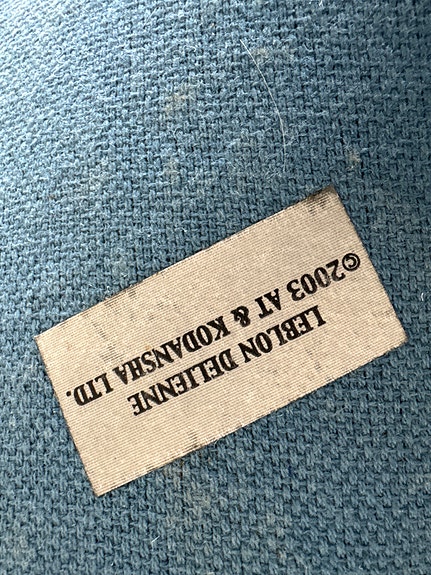 LEBLON DELIENNE
©2003 AT & KODANSHA LTD.